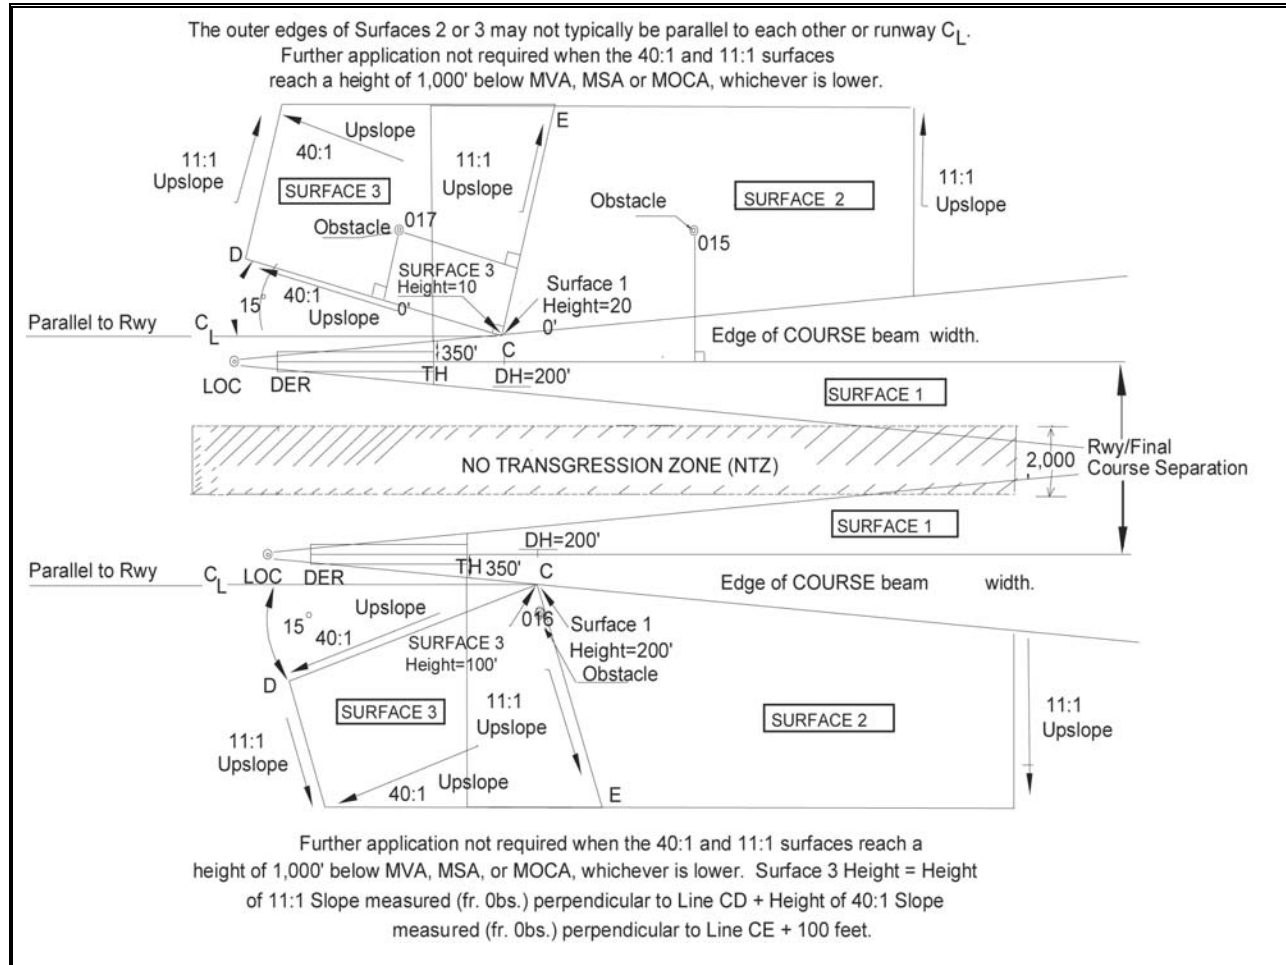 The outer edges of Surfaces 2 or 3 may not typically be parallel to each other or runway CL.
Further application not required when the 40:1 and 11:1 surfaces
reach a height of 1,000' below MVA, MSA or MOCA, whichever is lower.
E
Upslope
40:1
11:1
Upslope
11:1
Upslope
SURFACE 3
SURFACE 2
11:1
Upslope
Obstacle
017
Obstacle
015
D
SURFACE 3
Height=10
0'
Surface 1
Height=20
0'
15°
40:1
Upslope
Parallel to Rwy
CL
Edge of COURSE beam width.
C
350'
LOC
DER
TH
DH=200'
SURFACE 1
NO TRANSGRESSION ZONE (NTZ)
2,000
Rwy/Final
Course Separation
SURFACE 1
DH=200'
Parallel to Rwy
CL
LOC
DER
TH
350'
C
Edge of COURSE beam width.
15°
Upslope
40:1
016
Surface 1
Height=200'
Obstacle
SURFACE 3
Height=100'
D
SURFACE 3
11:1
Upslope
SURFACE 2
11:1
Upslope
11:1
Upslope
Upslope
40:1
E
Further application not required when the 40:1 and 11:1 surfaces reach a
height of 1,000' below MVA, MSA, or MOCA, whichever is lower. Surface 3 Height = Height
of 11:1 Slope measured (fr. 0bs.) perpendicular to Line CD + Height of 40:1 Slope
measured (fr. 0bs.) perpendicular to Line CE + 100 feet.